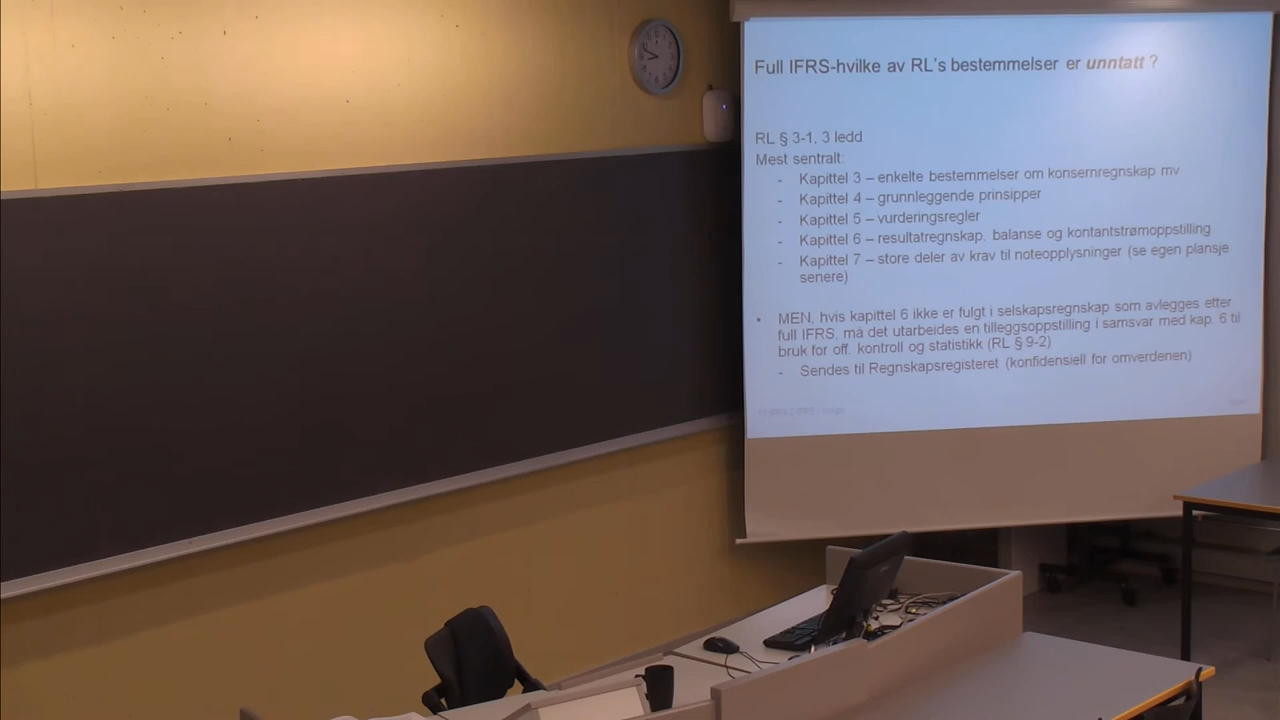 Full IFRS-hvilke av RL's bestemmelser er unntatt ?
RL § 3-1, 3 ledd
Mest sentralt:
- Kapittel 3 – enkelte bestemmelser om konsernregnskap mv
- Kapittel 4 – grunnleggende prinsipper
- Kapittel 5 – vurderingsregler
- Kapittel 6 – resultatregnskap, balanse og kontantstrømoppstilling
- Kapittel 7 – store deler av krav til noteopplysninger (se egen plansje
senere)
• MEN, hvis kapittel 6 ikke er fulgt i selskapsregnskap som avlegges etter
full IFRS, må det utarbeides en tilleggsoppstilling i samsvar med kap. 6 til
bruk for off. kontroll og statistikk (RL § 9-2)
- Sendes til Regnskapsregisteret (konfidensiell for omverdenen)